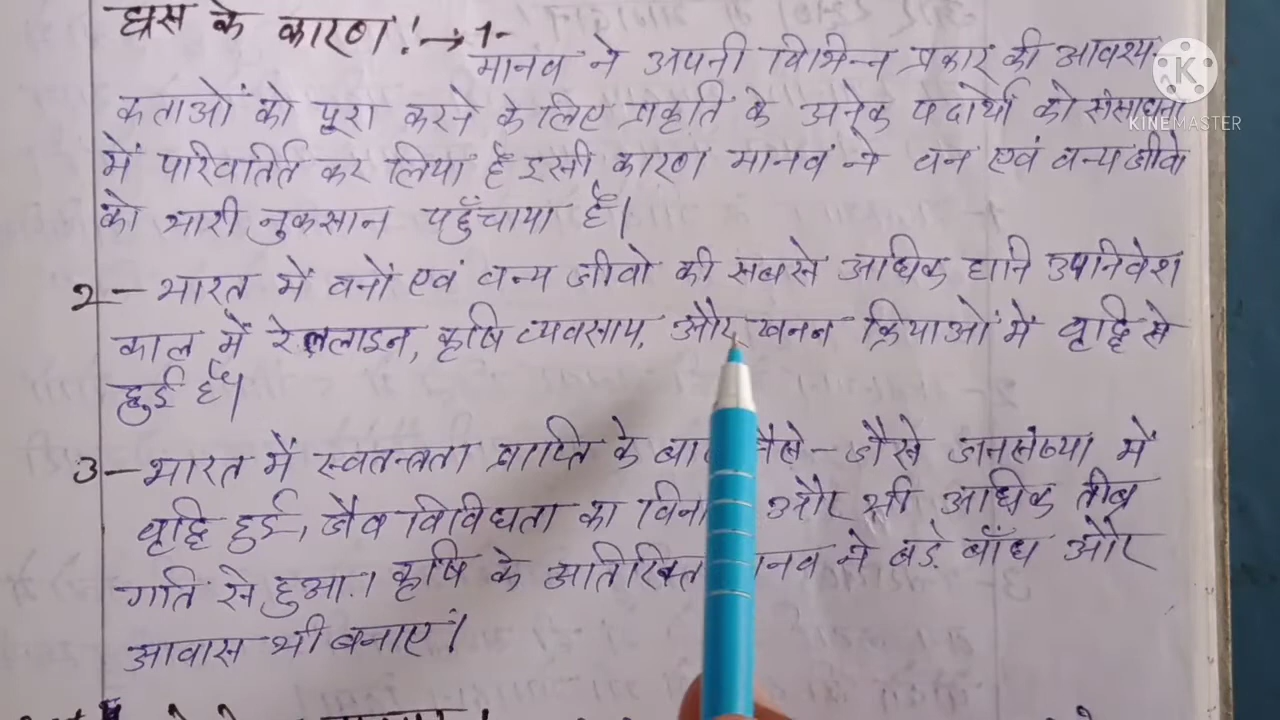 ह्रास के कारण!→ 1-
मानव ने अपनी विभिन्न प्रकार की आवश्य-
कताओं को पूरा करने के लिए प्रकृति के अनेक पदार्थो को संसाधनो
में परिवर्तित कर लिया है इसी कारण मानव ने वन एवं वन्य जीवो
को भारी नुकसान पहुँचाया है।
2- भारत में वनों एवं वन्य जीवो की सबसे अधिक हानि उपनिवेश
काल में रेललाइन, कृषि व्यवसाय, और खनन क्रियाओं में वृद्धि से
हुई है।
3- भारत में स्वतन्त्रता प्राप्ति के जैसे-जैसे जनसंख्या में
वृद्धि हुई, जैव विविधता का और भी अधिक तीव्र
गति से हुआ। कृषि के अतिरिक्त ने बड़े बाँध और
आवास भी बनाए।
KINEMASTER